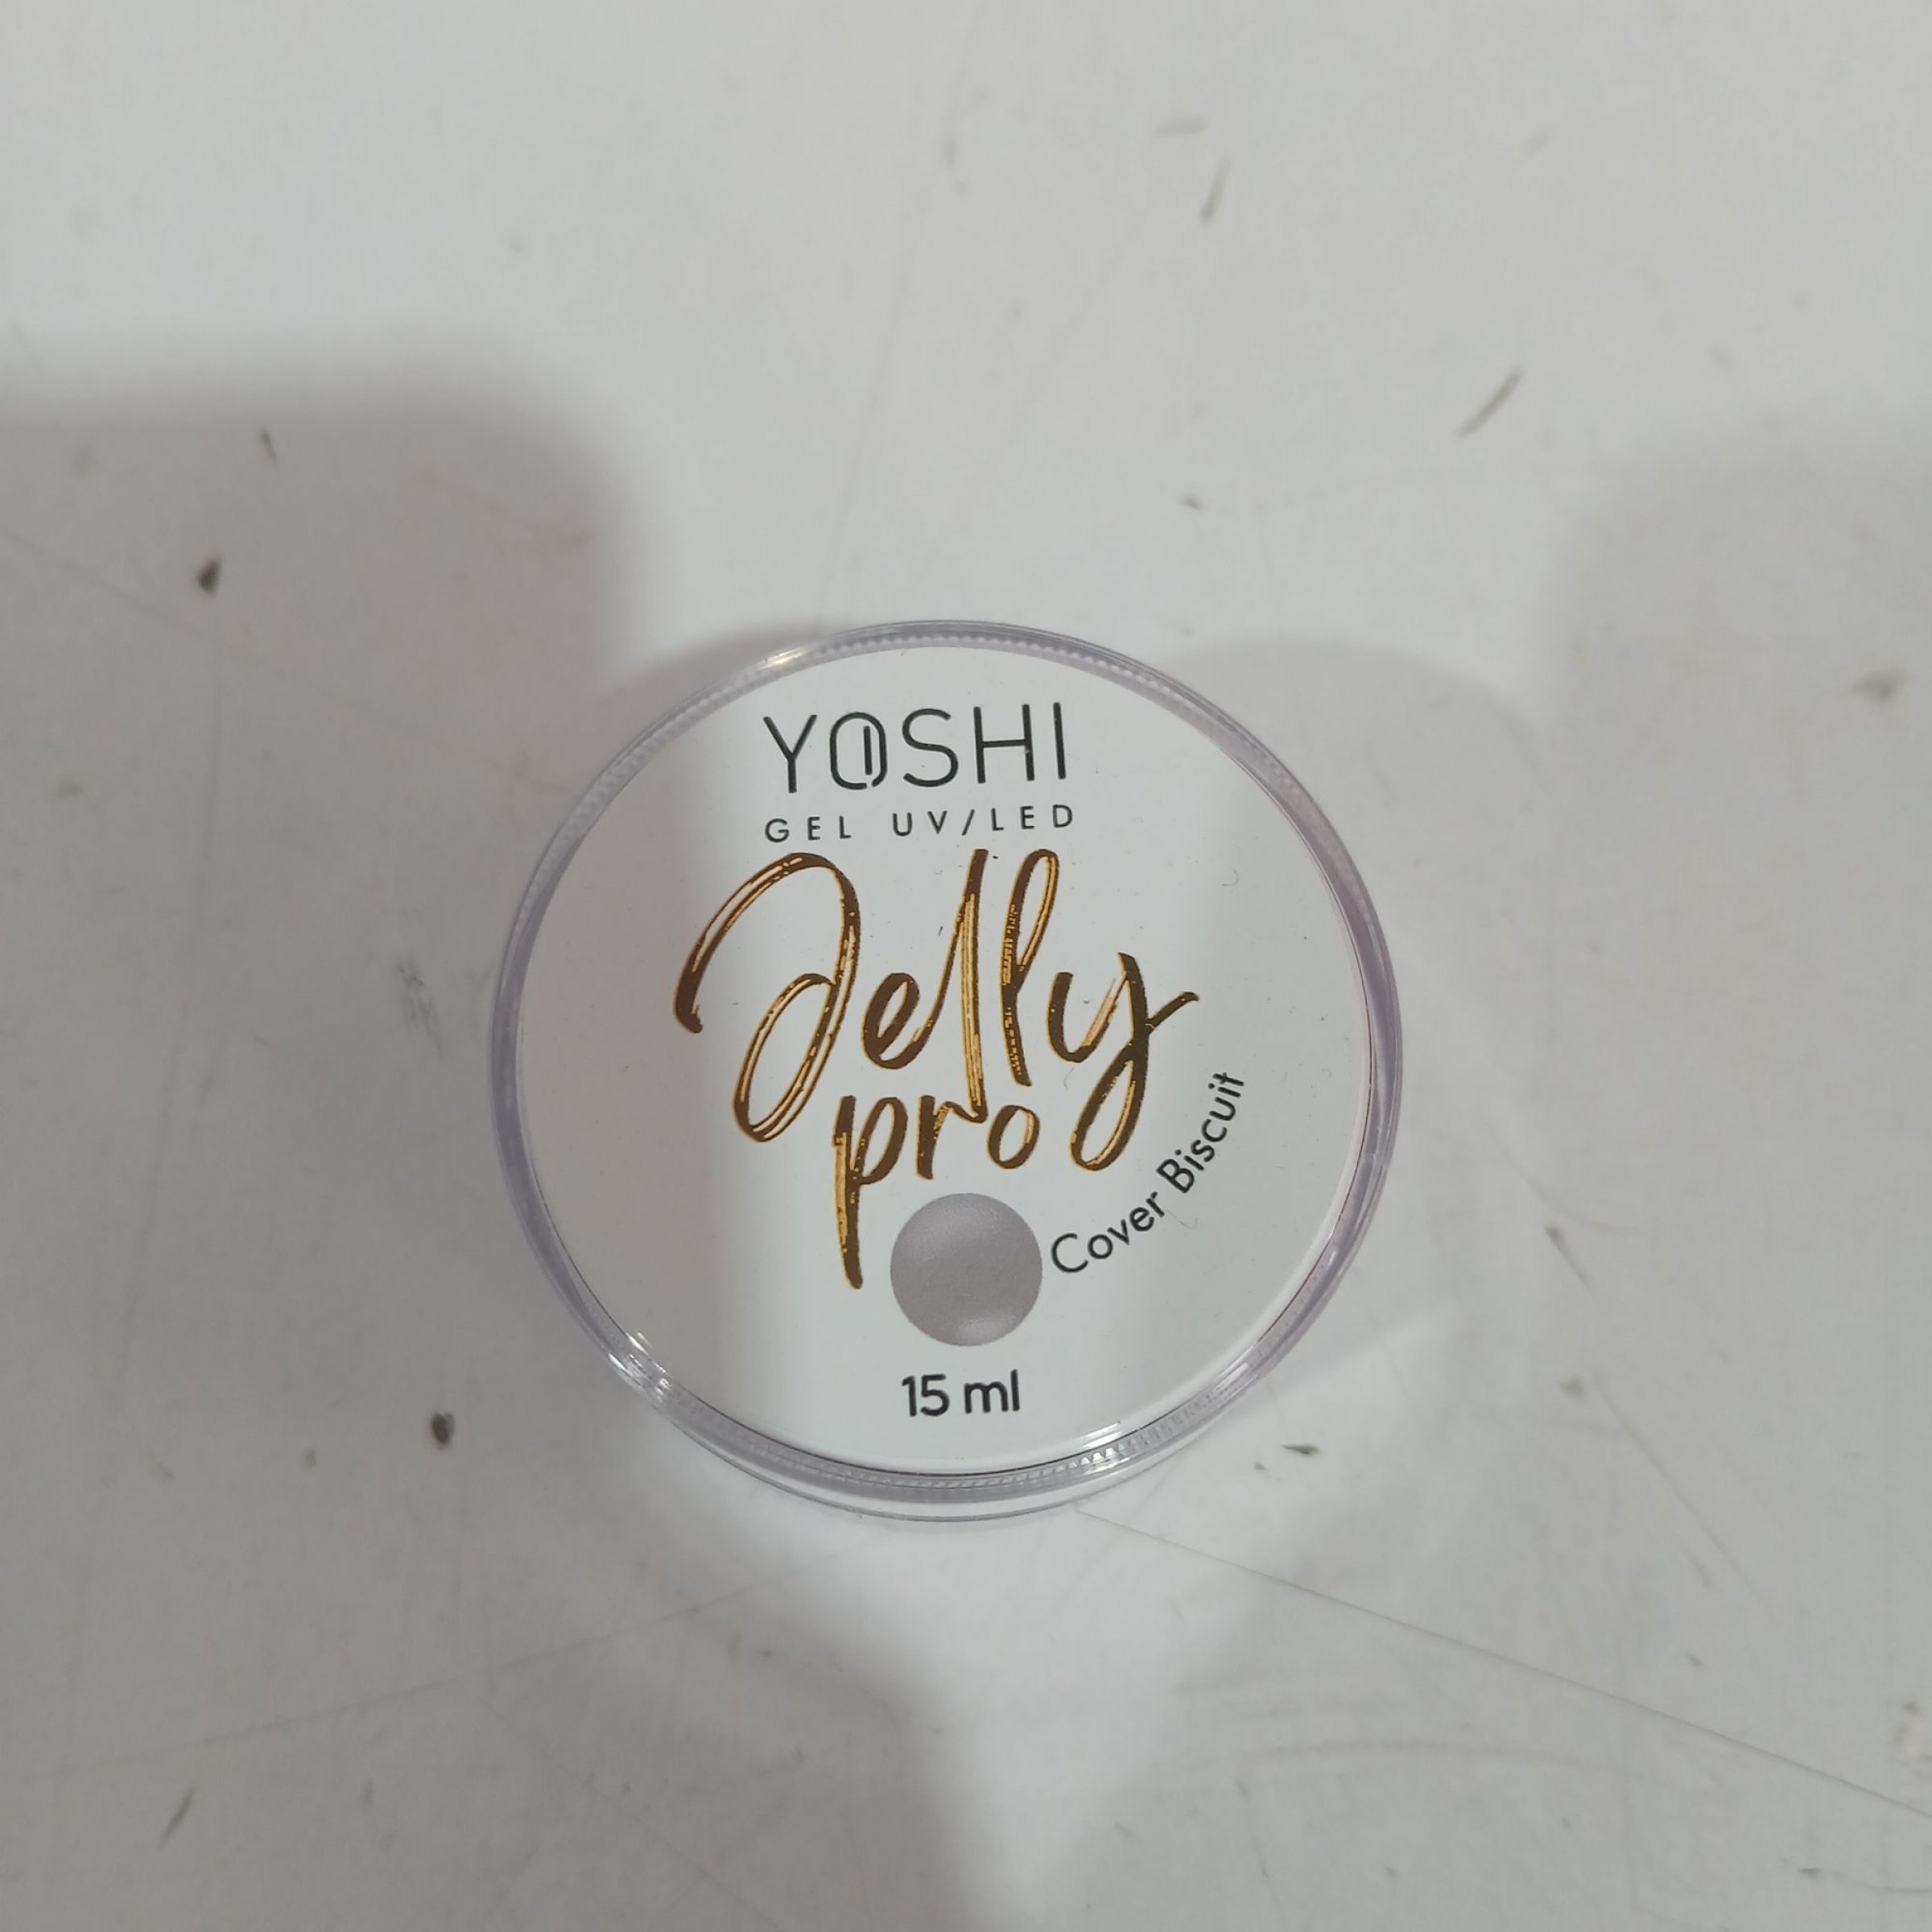 YOSHI
GEL UV/LED
Jelly
pro
Cover Biscuit
15 ml